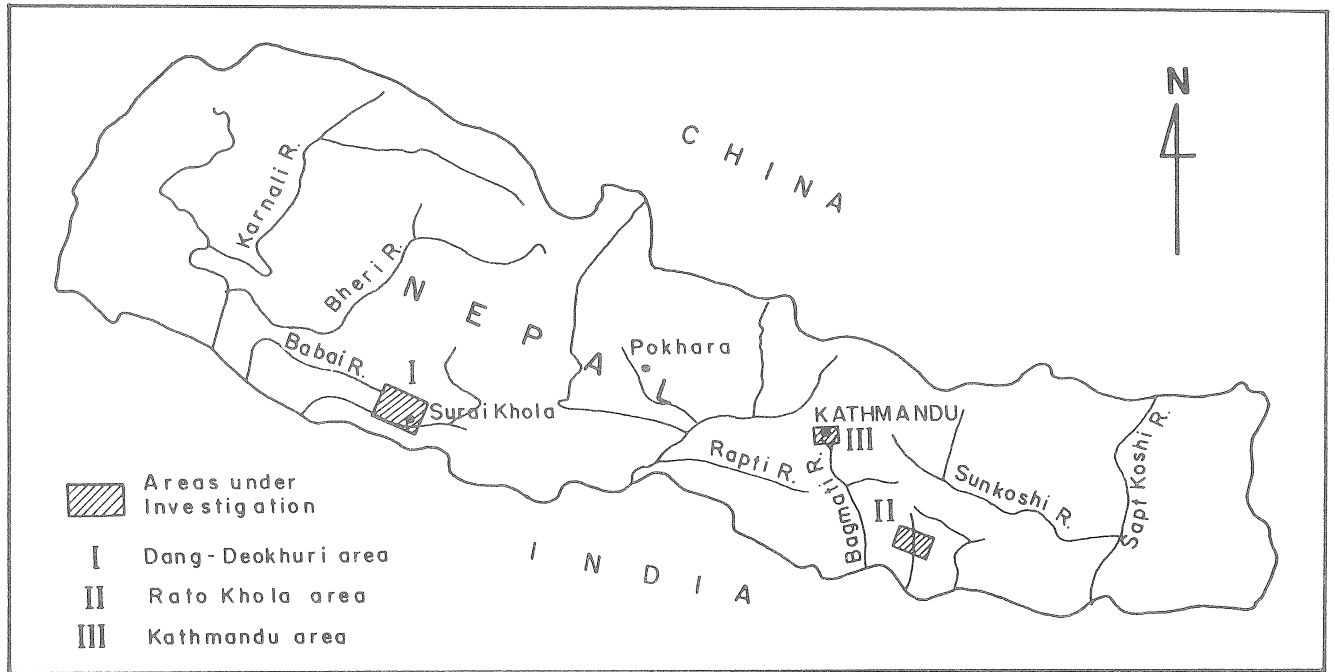 N
CHINA
Karnali R.
Bheri R.
NEPAL
Babai R.
I
Surai Khola
Pokhara
KATHMANDU
III
Rapti R.
Bagmati R.
II
Sunkoshi R.
Sapt Koshi R.
INDIA
Areas under
Investigation
I Dang-Deokhuri area
II Rato Khola area
III Kathmandu area